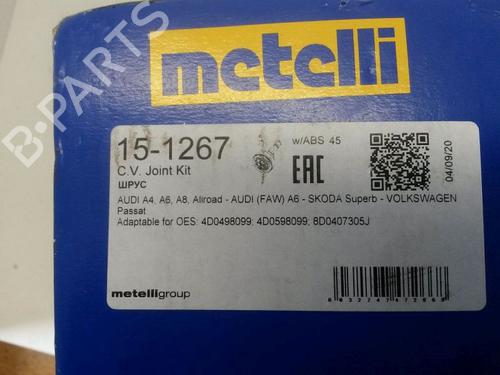 metelli
15-1267
w/ABS 45
C.V. Joint Kit
ШРУС
EAC
04/09/20
AUDI A4, A6, A8, Allroad - AUDI (FAW) A6 - SKODA Superb - VOLKSWAGEN
Passat
Adaptable for OES: 4D0498099; 4D0598099; 8D0407305J
metelligroup
B-PARTS